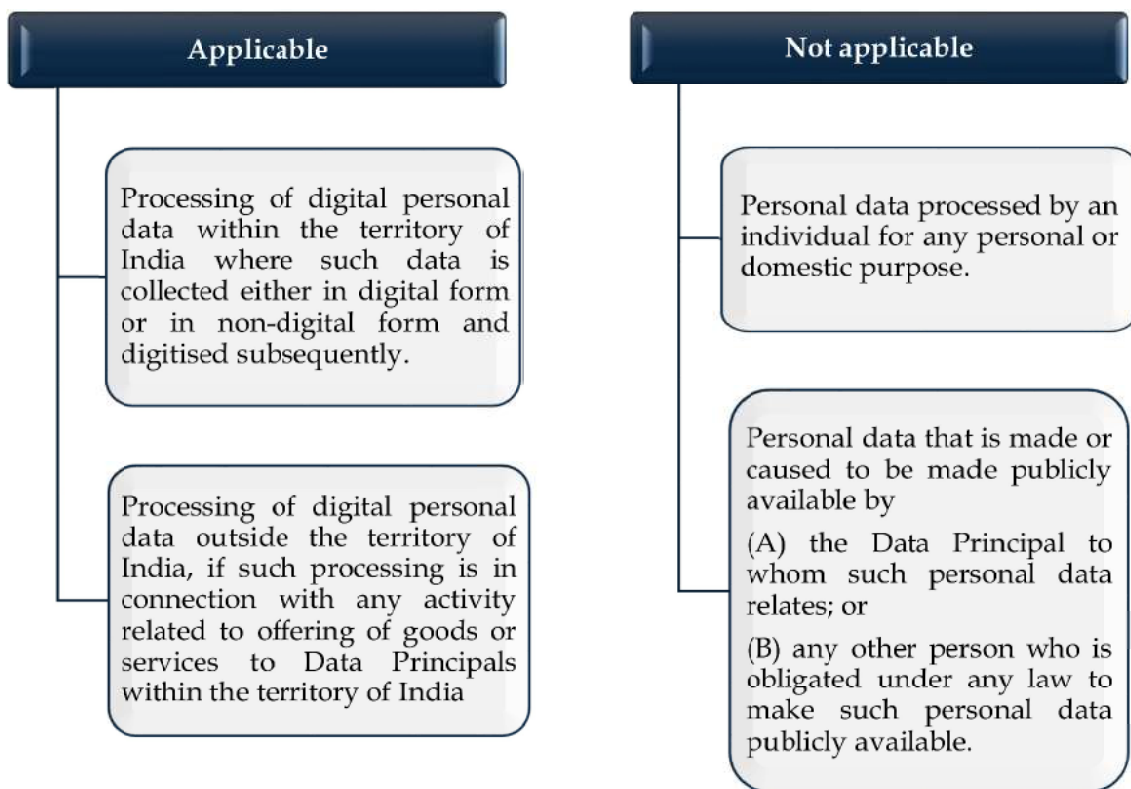 Applicable
Processing of digital personal
data within the territory of
India where such data is
collected either in digital form
or in non-digital form and
digitised subsequently.
Processing of digital personal
data outside the territory of
India, if such processing is in
connection with any activity
related to offering of goods or
services to Data Principals
within the territory of India
Not applicable
Personal data processed by an
individual for any personal or
domestic purpose.
Personal data that is made or
caused to be made publicly
available by
(A) the Data Principal to
whom such personal data
relates; or
(B) any other person who is
obligated under any law to
make such personal data
publicly available.